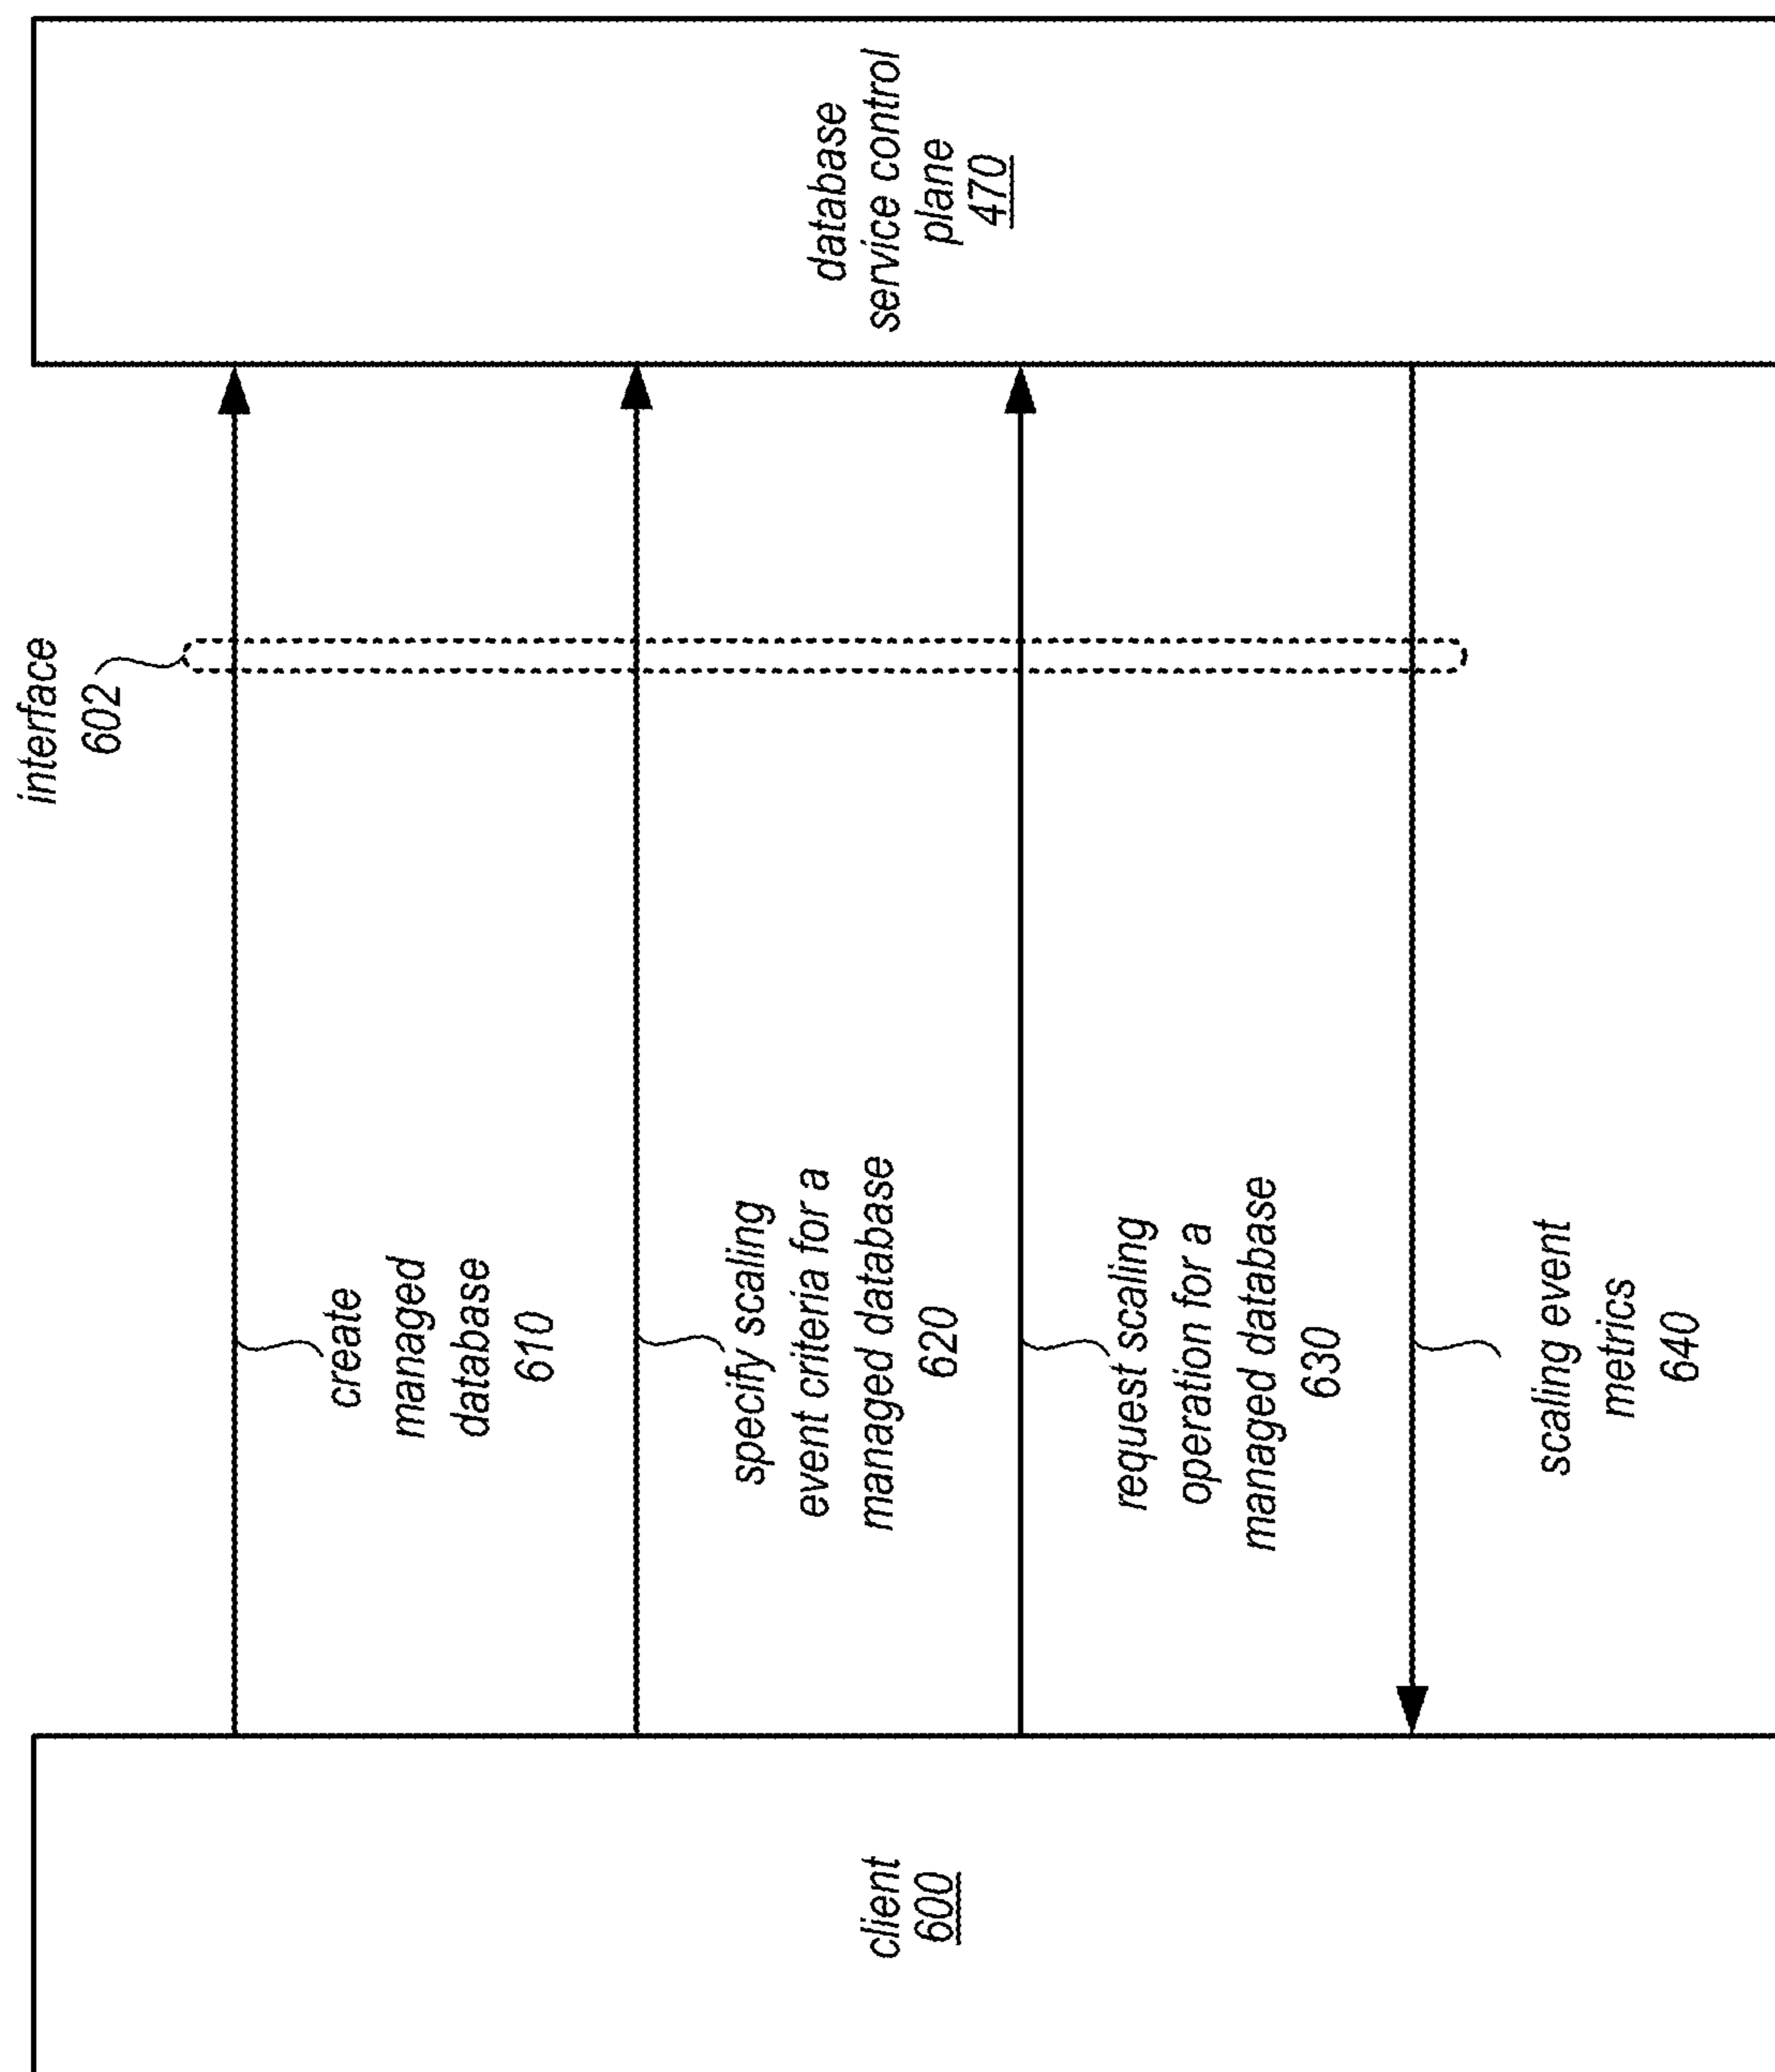 interface
602
client
600
database
service control
plane
470
create
managed
database
610
specify scaling
event criteria for a
managed database
620
request scaling
operation for a
managed database
630
scaling event
metrics
640